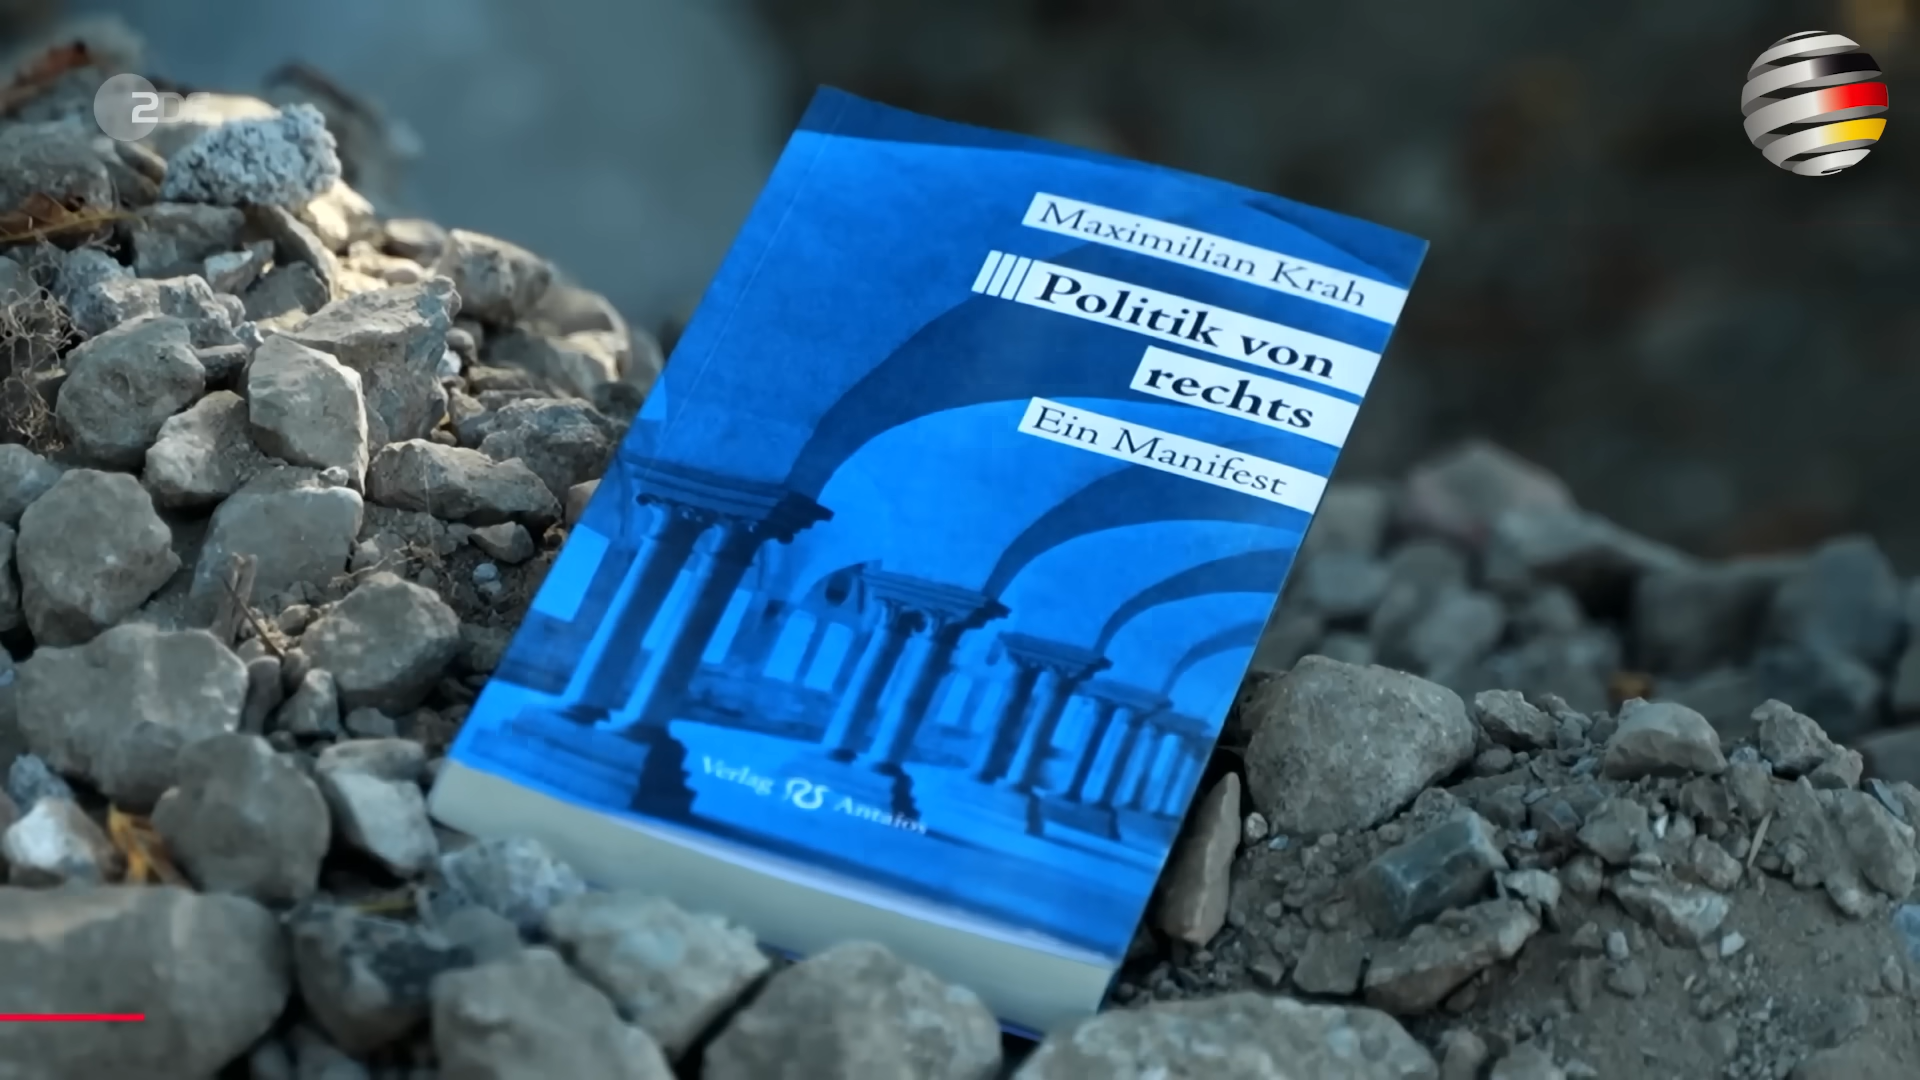 ZDF
Maximilian Krah
Politik von
rechts
Ein Manifest
Verlag Antaios